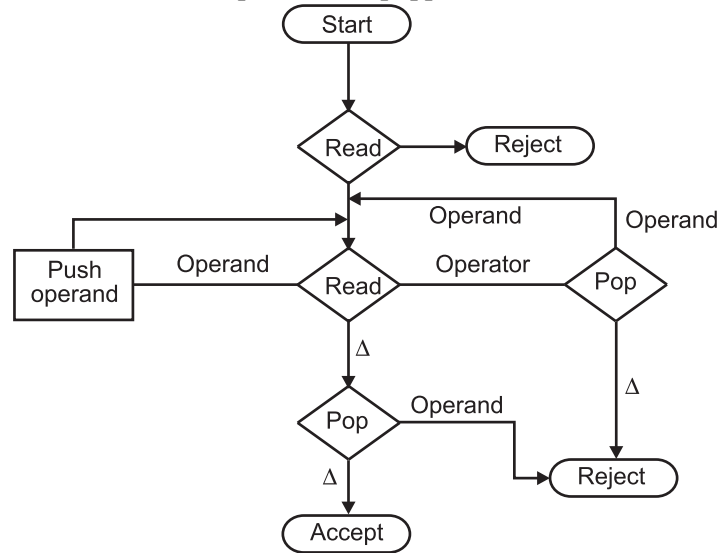 Start
Read
Reject
Operand
Operand
Push
operand
Operand
Read
Operator
Pop
Δ
Δ
Pop
Operand
Δ
Reject
Accept